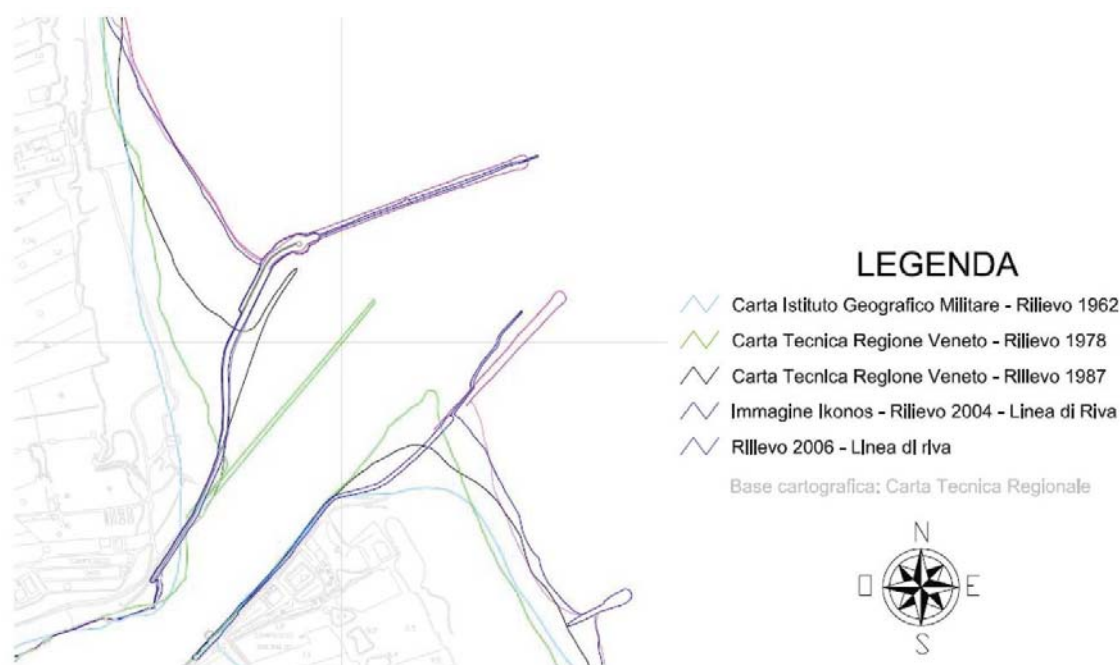 LEGENDA
Carta Istituto Geografico Militare - Rilievo 1962
Carta Tecnica Regione Veneto - Rilievo 1978
Carta Tecnica Regione Veneto - Rilievo 1987
Immagine Ikonos - Rilievo 2004 - Linea di Riva
Rilievo 2006 - Linea di riva
Base cartografica: Carta Tecnica Regionale
N
O
E
S